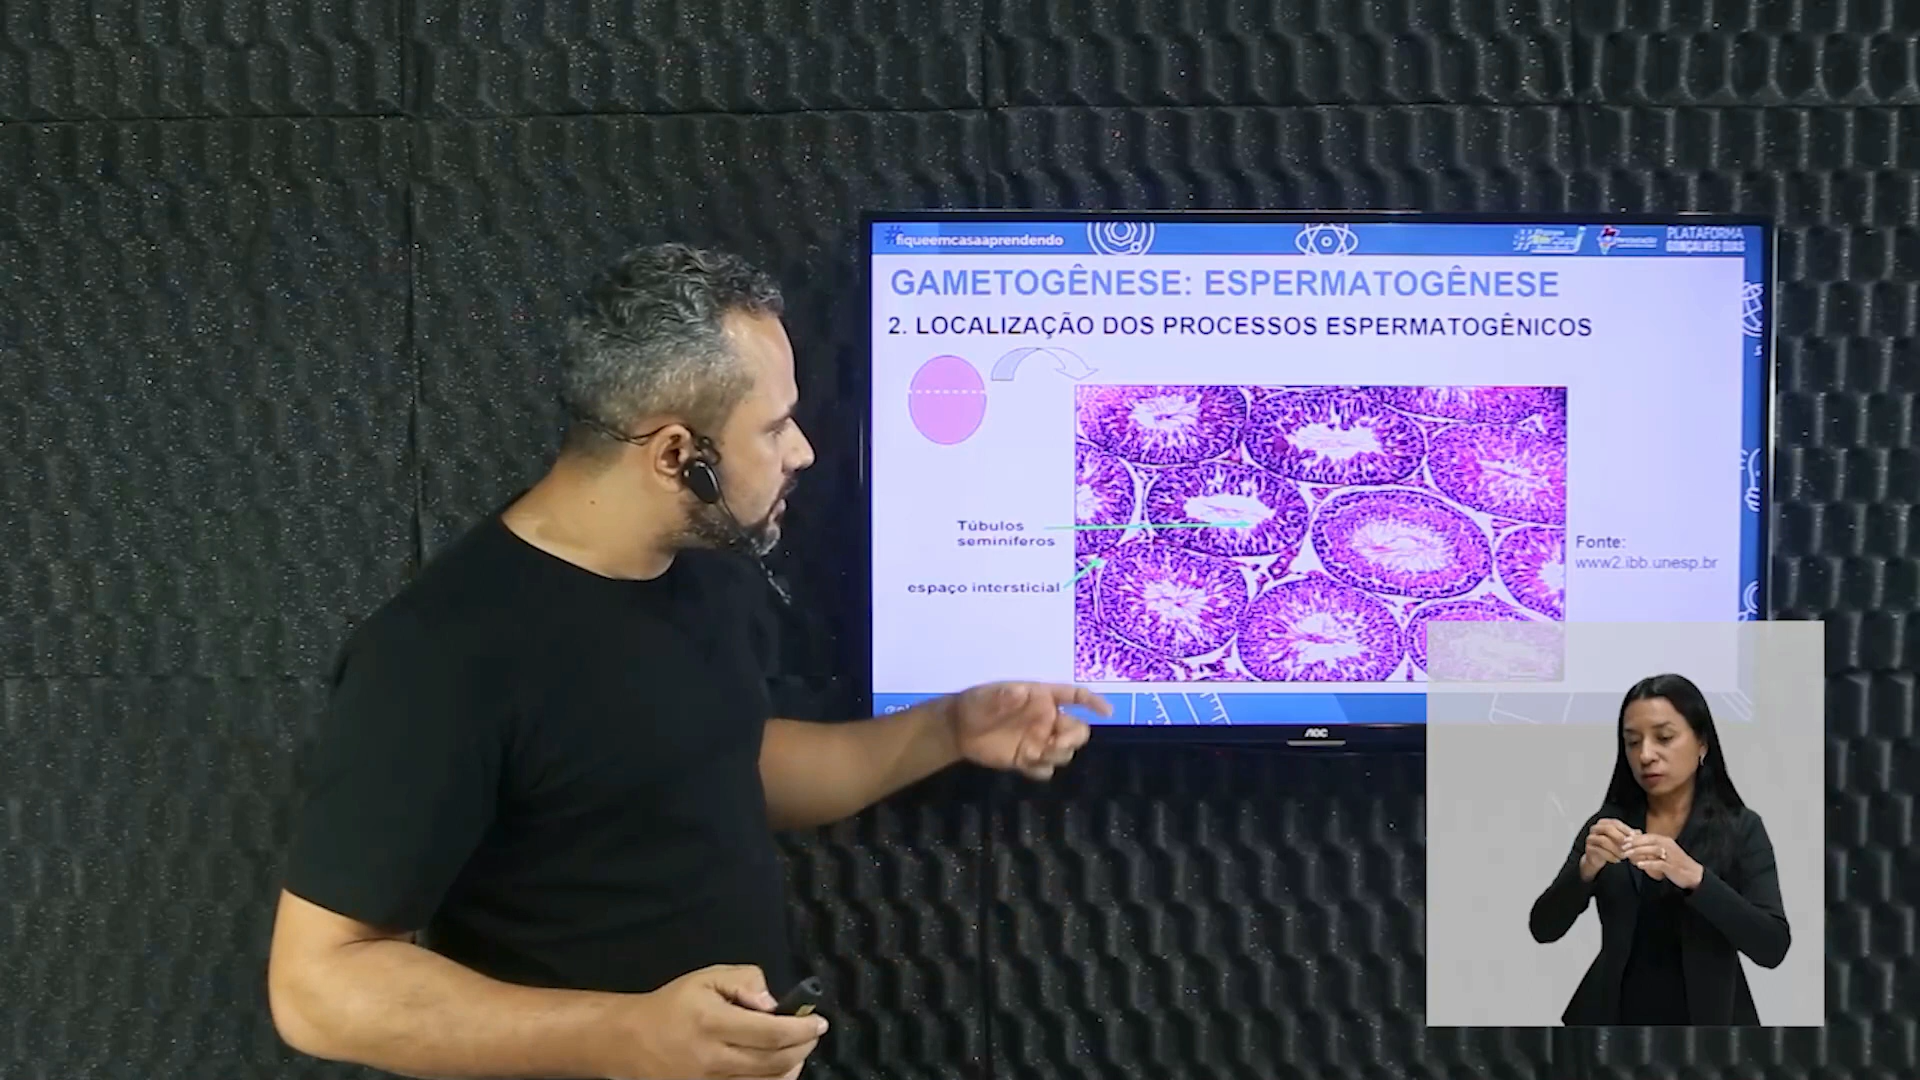 #fiqueemcasaaprendendo
PLATAFORMA
GONÇALVES DIAS
GAMETOGÊNESE: ESPERMATOGÊNESE
2. LOCALIZAÇÃO DOS PROCESSOS ESPERMATOGÊNICOS
Túbulos
seminíferos
espaço intersticial
Fonte:
www2.ibb.unesp.br
AOC